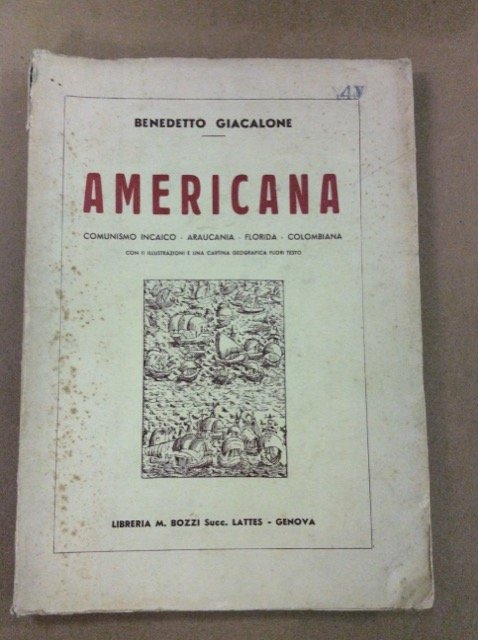 BENEDETTO GIACALONE
AMERICANA
COMUNISMO INCAICO - ARAUCANIA - FLORIDA - COLOMBIANA
CON 11 ILLUSTRAZIONI E UNA CARTINA GEOGRAFICA FUORI TESTO
LIBRERIA M. BOZZI Succ. LATTES - GENOVA